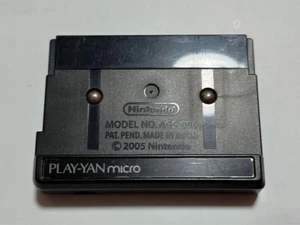 Nintendo
MODEL NO.
PAT. PEND. MADE IN JAPAN
© 2005 Nintendo
PLAY-YAN micro